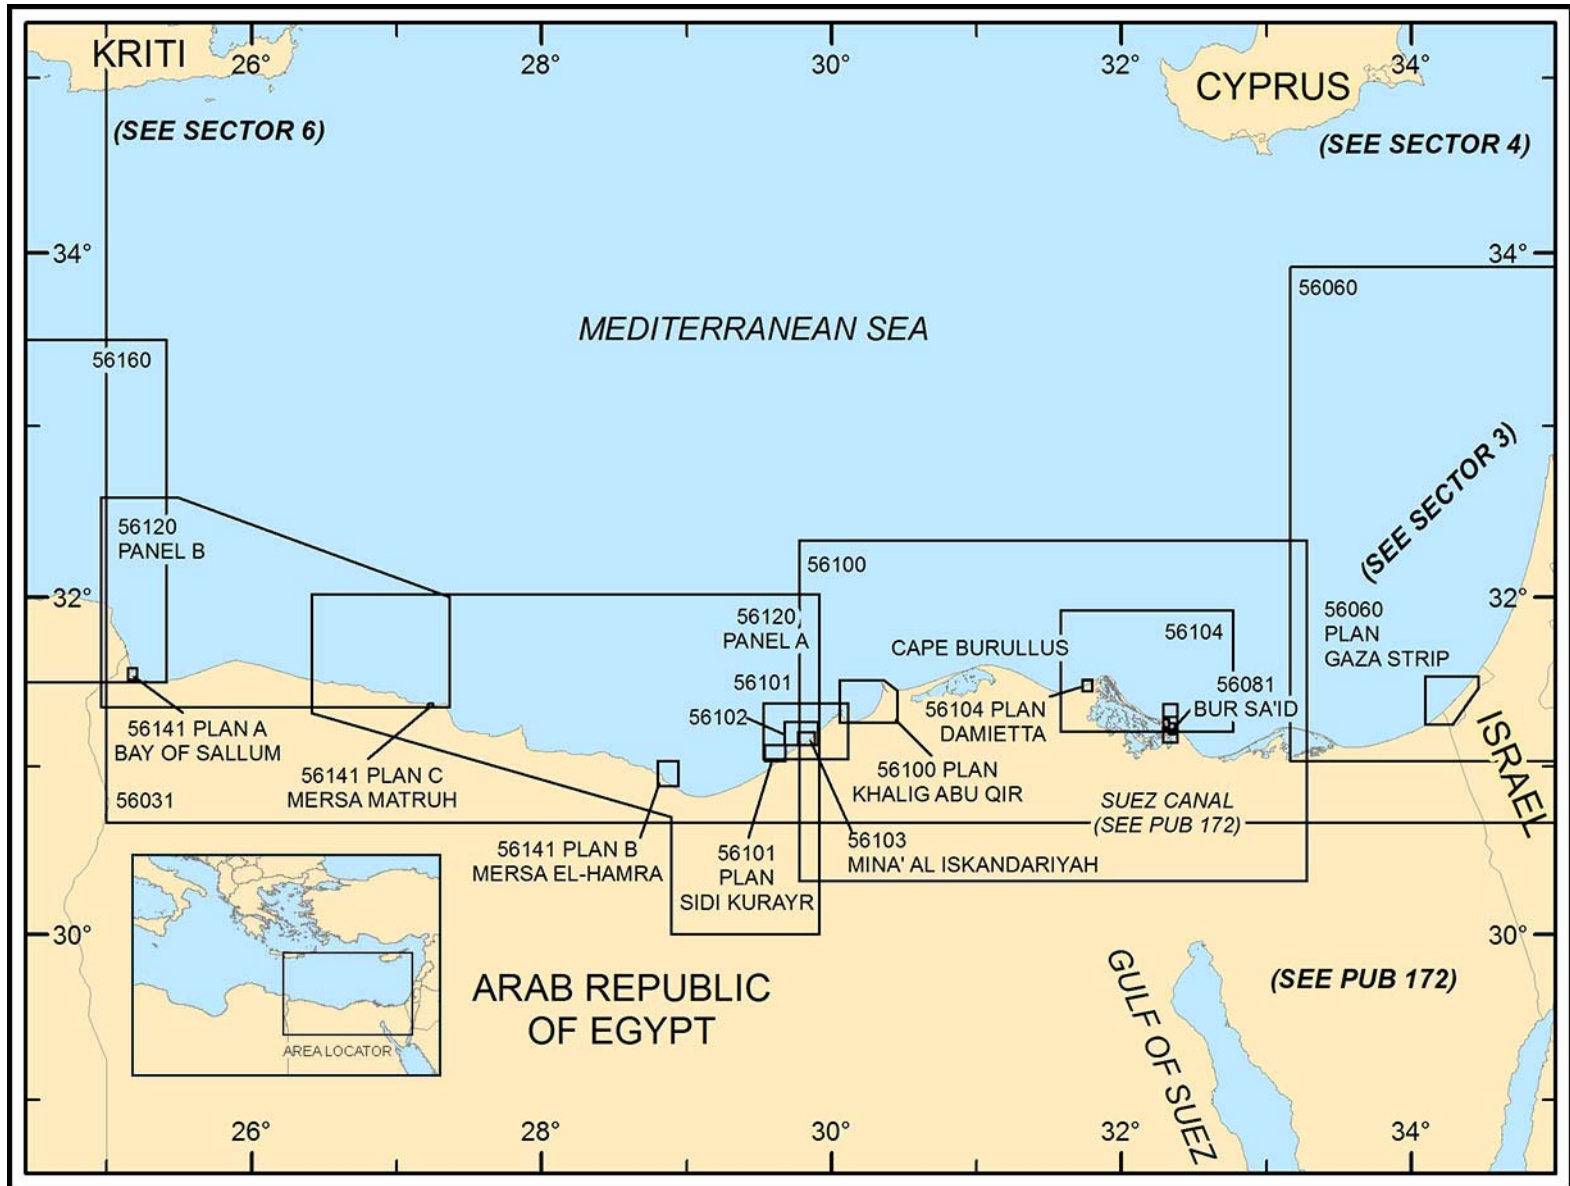 KRITI
26°
28°
30°
32°
34°
CYPRUS
(SEE SECTOR 6)
(SEE SECTOR 4)
34°
34°
56060
MEDITERRANEAN SEA
56160
(SEE SECTOR 3)
56120
PANEL B
56100
32°
32°
56120
PANEL A
56060
PLAN
GAZA STRIP
CAPE BURULLUS
56104
56101
56081
BUR SA'ID
56102
56104 PLAN
DAMIETTA
56141 PLAN A
BAY OF SALLUM
56141 PLAN C
MERSA MATRUH
56100 PLAN
KHALIG ABU QIR
ISRAEL
56031
SUEZ CANAL
(SEE PUB 172)
56141 PLAN B
MERSA EL-HAMRA
56101
PLAN
SIDI KURAYR
56103
MINA' AL ISKANDARIYAH
30°
30°
ARAB REPUBLIC
OF EGYPT
GULF OF SUEZ
(SEE PUB 172)
AREA LOCATOR
26°
28°
30°
32°
34°